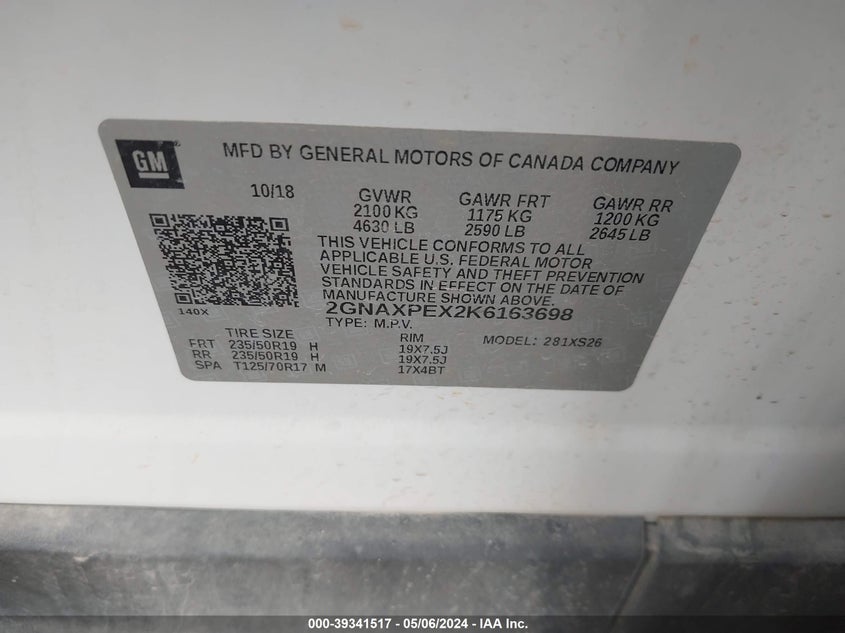 GM
MFD BY GENERAL MOTORS OF CANADA COMPANY
10/18 GVWR GAWR FRT GAWR RR
2100 KG 1175 KG 1200 KG
4630 LB 2590 LB 2645 LB
THIS VEHICLE CONFORMS TO ALL
APPLICABLE U.S. FEDERAL MOTOR
VEHICLE SAFETY AND THEFT PREVENTION
STANDARDS IN EFFECT ON THE DATE OF
MANUFACTURE SHOWN ABOVE.
140X 2GNAXPEX2K6163698
TYPE: M.P.V.
TIRE SIZE RIM MODEL: 281XS26
FRT 235/50R19 H 19X7.5J
RR 235/50R19 H 19X7.5J
SPA T125/70R17 M 17X4BT
000-39341517 - 05/06/2024 - IAA Inc.